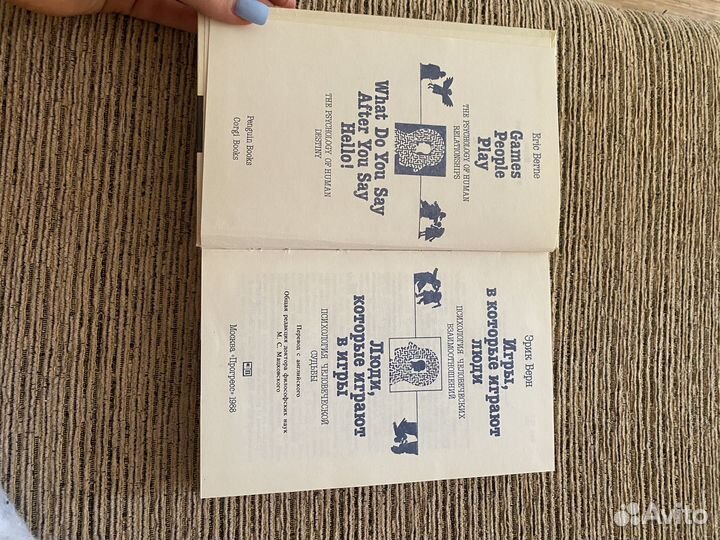 Eric Berne
Games
People
Play
THE PSYCHOLOGY OF HUMAN
RELATIONSHIPS
What Do You Say
After You Say
Hello!
THE PSYCHOLOGY OF HUMAN
DESTINY
Penguin Books
Corgi Books
Эрик Берн
Игры,
в которые играют
люди
ПСИХОЛОГИЯ ЧЕЛОВЕЧЕСКИХ
ВЗАИМООТНОШЕНИЙ
Люди,
которые играют
в игры
ПСИХОЛОГИЯ ЧЕЛОВЕЧЕСКОЙ
СУДЬБЫ
Перевод с английского
Общая редакция доктора философских наук
М. С. Мацковского
Москва «Прогресс» 1988
Avito